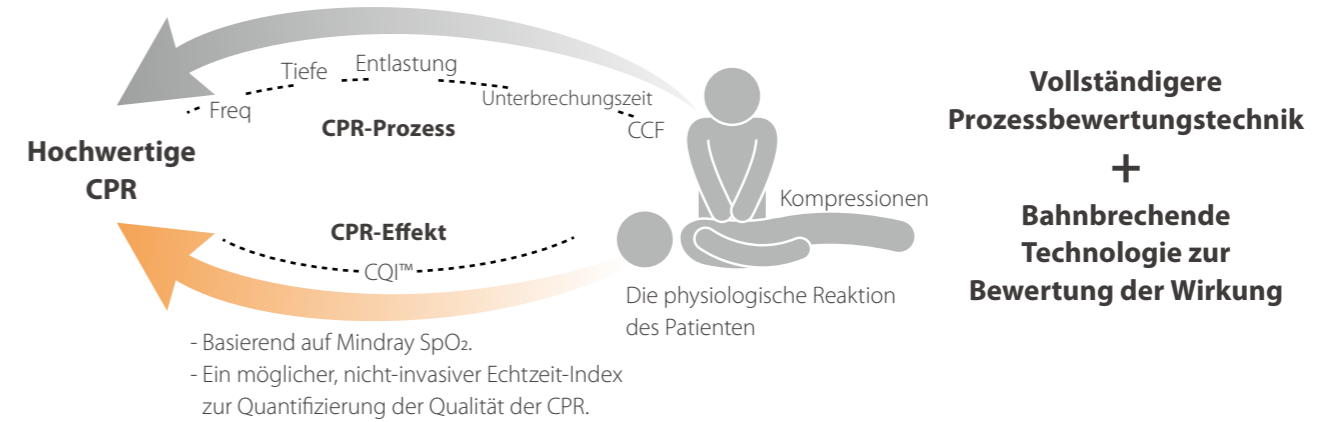 Tiefe
Entlastung
Freq
Unterbrechungszeit
CCF
CPR-Prozess
Hochwertige
CPR
CPR-Effekt
CQI™
Kompressionen
Die physiologische Reaktion
des Patienten
- Basierend auf Mindray SpO₂.
- Ein möglicher, nicht-invasiver Echtzeit-Index
zur Quantifizierung der Qualität der CPR.
Vollständigere
Prozessbewertungstechnik
+
Bahnbrechende
Technologie zur
Bewertung der Wirkung